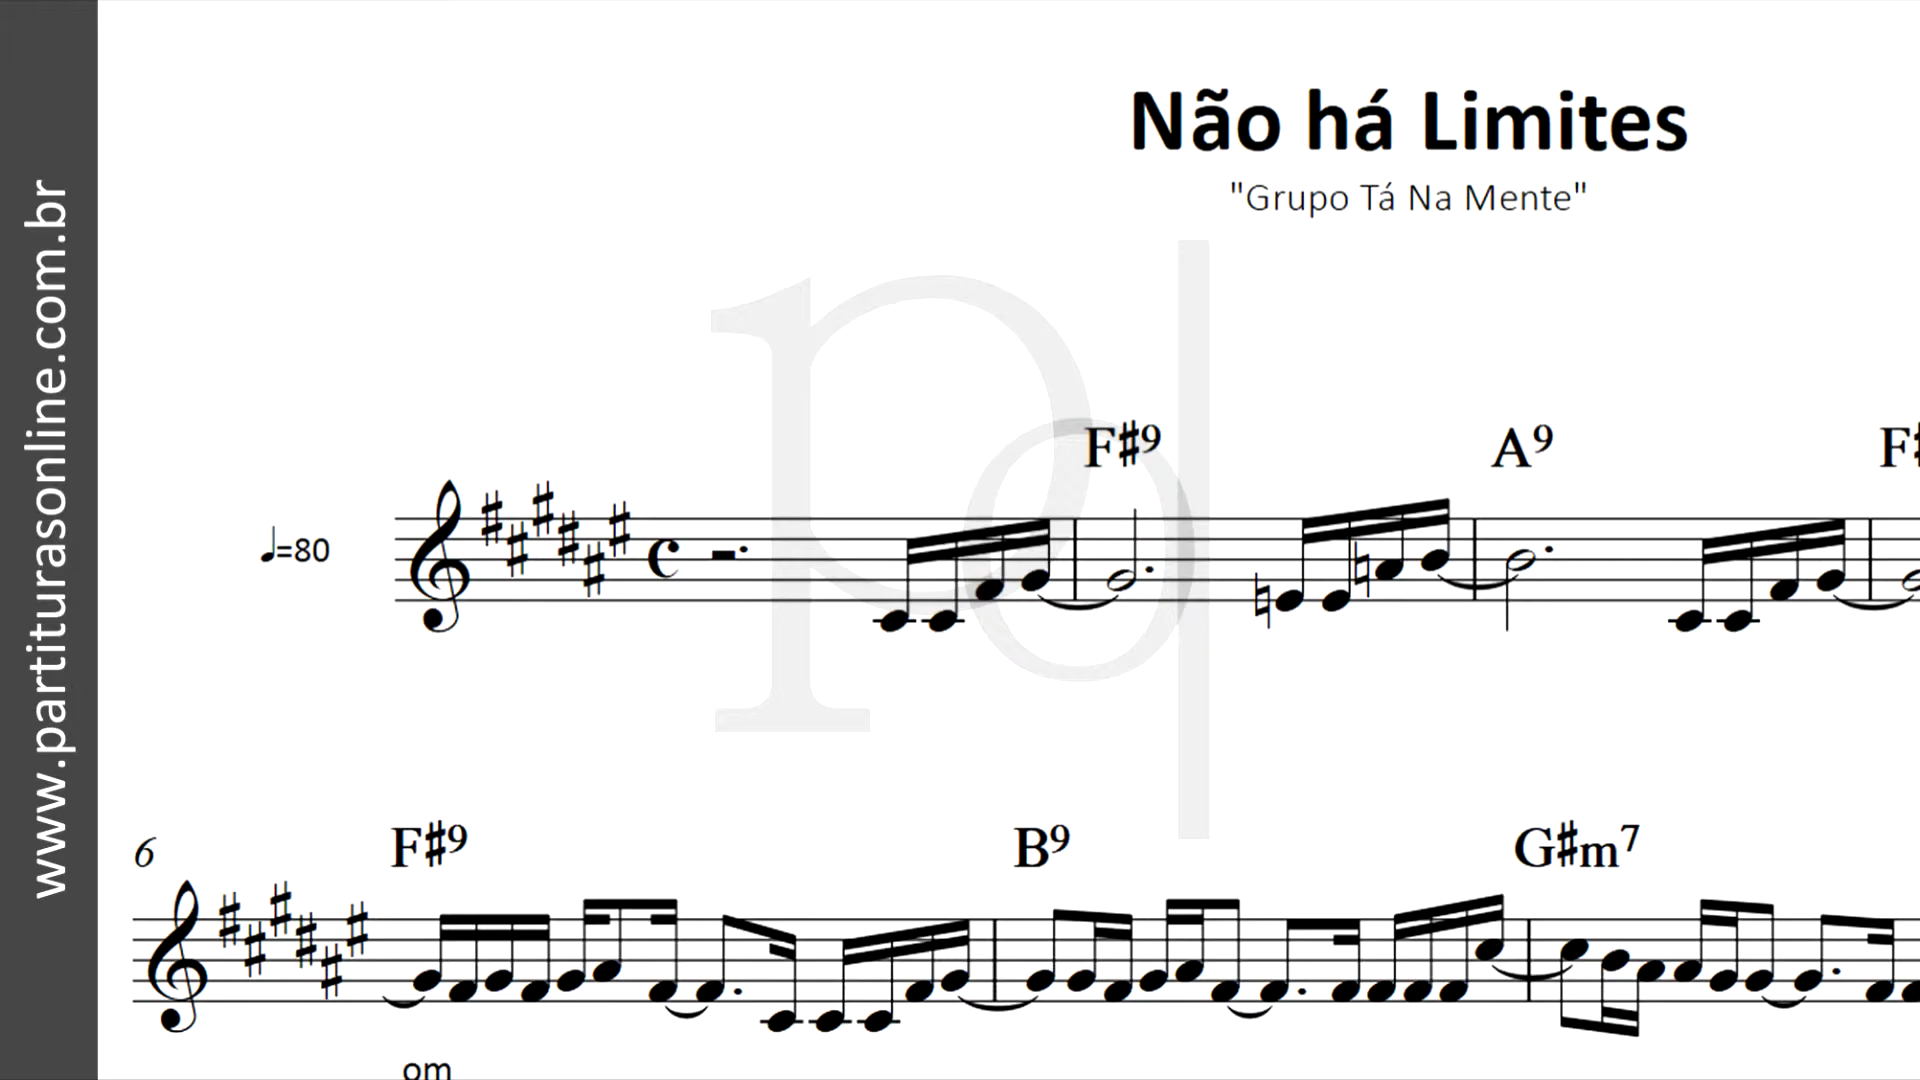 www.partiturasonline.com.br
Não há Limites
"Grupo Tá Na Mente"
F♯9 A9 F♯
♩=80
6 F♯9 B9 G♯m7
om